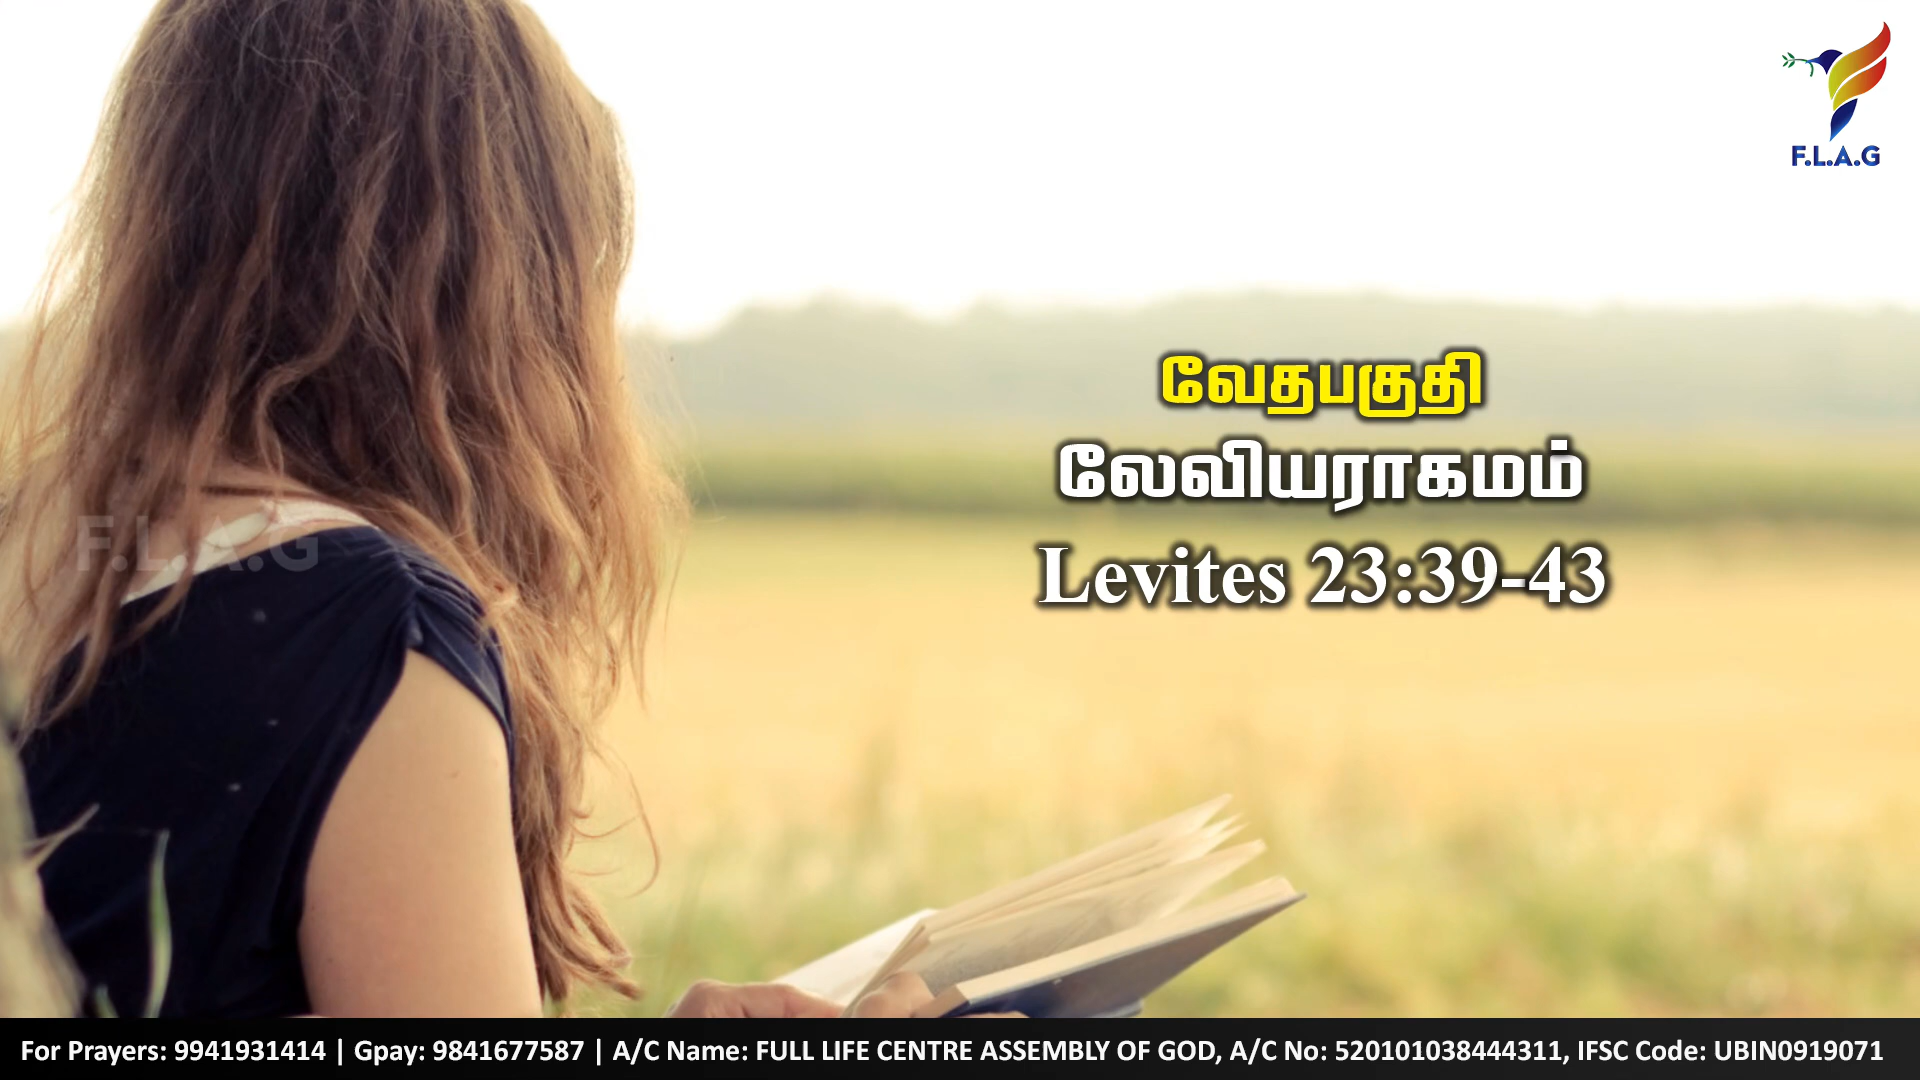 F.L.A.G
வேதபகுதி
லேவியராகமம்
Levites 23:39-43
F.L.A.G
For Prayers: 9941931414 | Gpay: 9841677587 | A/C Name: FULL LIFE CENTRE ASSEMBLY OF GOD, A/C No: 520101038444311, IFSC Code: UBIN0919071